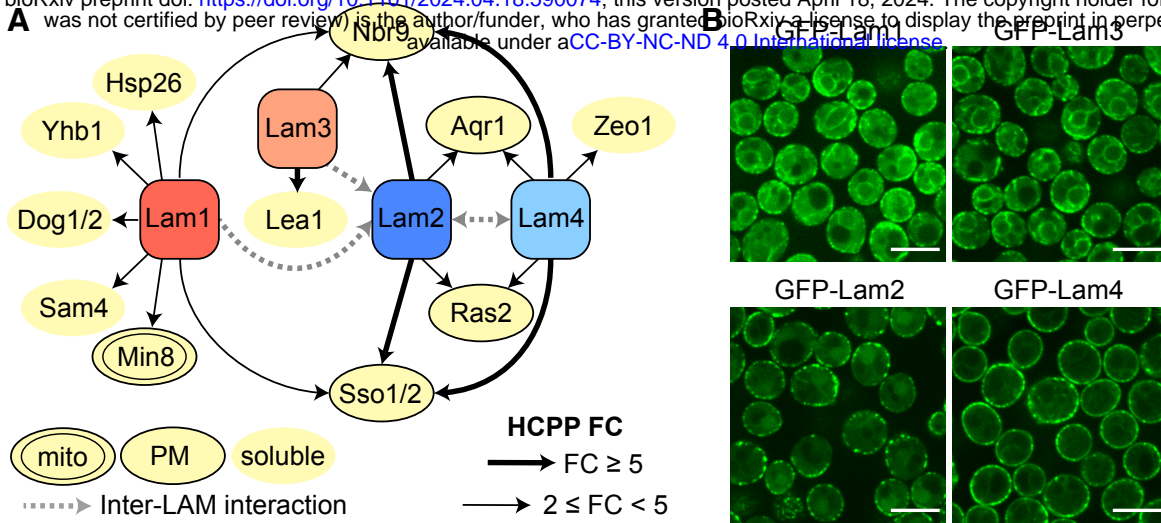 bioRxiv preprint doi: https://doi.org/10.1101/2024.04.18.590074; this version posted April 18, 2024. The copyright holder for
was not certified by peer review) is the author/funder, who has granted bioRxiv a license to display the preprint in perpe
available under aCC-BY-NC-ND 4.0 International license.
A
Nbr9
Hsp26
Yhb1
Lam3
Aqr1
Zeo1
Dog1/2
Lam1
Lea1
Lam2
Lam4
Sam4
Ras2
Min8
Sso1/2
HCPP FC
mito
PM
soluble
FC ≥ 5
Inter-LAM interaction
2 ≤ FC < 5
B
GFP-Lam1
GFP-Lam3
GFP-Lam2
GFP-Lam4